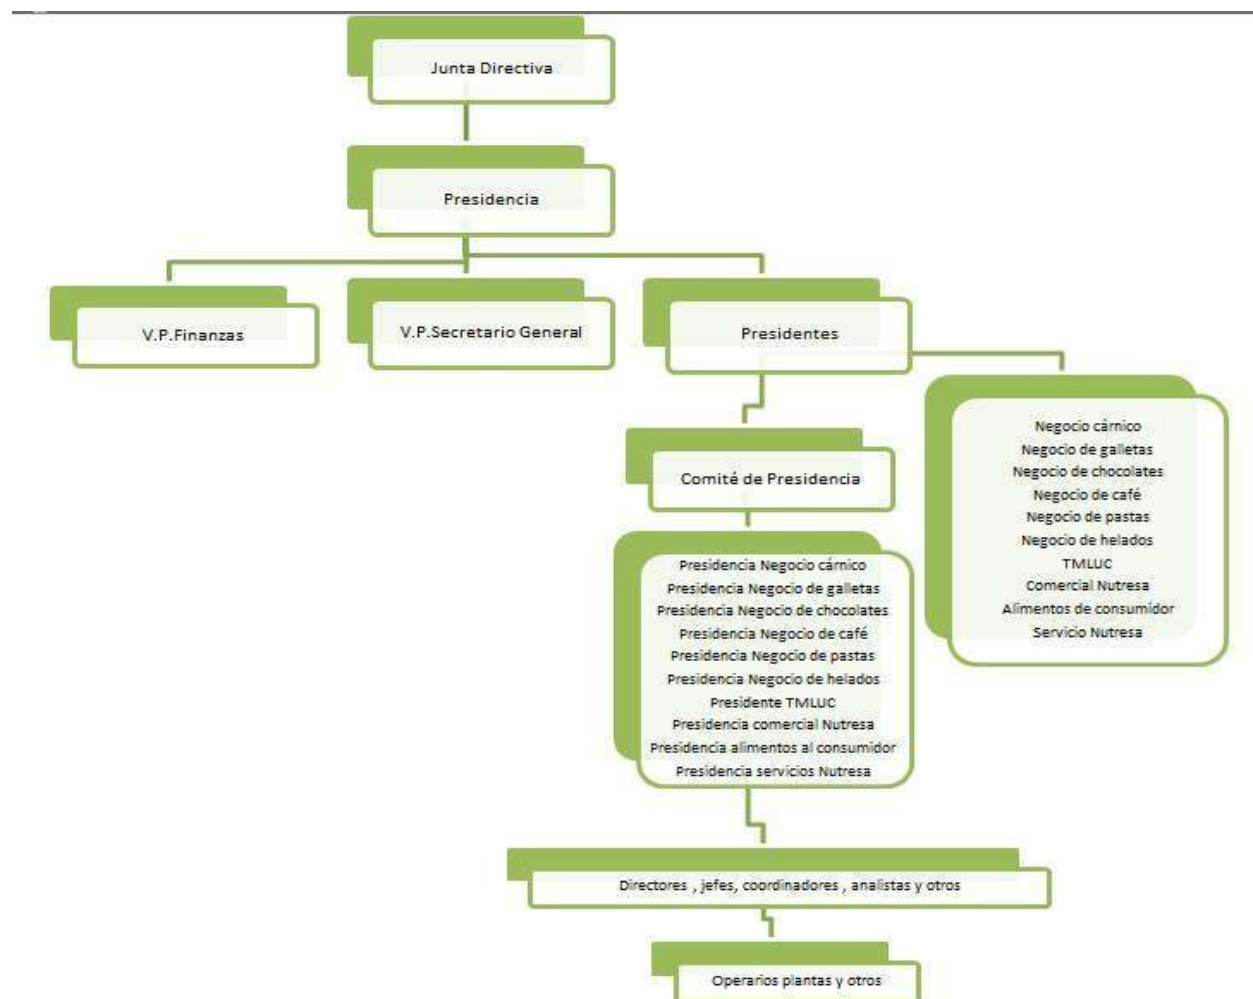 Junta Directiva
Presidencia
V.P.Finanzas
V.P.Secretario General
Presidentes
Comité de Presidencia
Presidencia Negocio cárnico
Presidencia Negocio de galletas
Presidencia Negocio de chocolates
Presidencia Negocio de café
Presidencia Negocio de pastas
Presidencia Negocio de helados
Presidente TMLUC
Presidencia comercial Nutresa
Presidencia alimentos al consumidor
Presidencia servicios Nutresa
Negocio cárnico
Negocio de galletas
Negocio de chocolates
Negocio de café
Negocio de pastas
Negocio de helados
TMLUC
Comercial Nutresa
Alimentos de consumidor
Servicio Nutresa
Directores , jefes, coordinadores , analistas y otros
Operarios plantas y otros